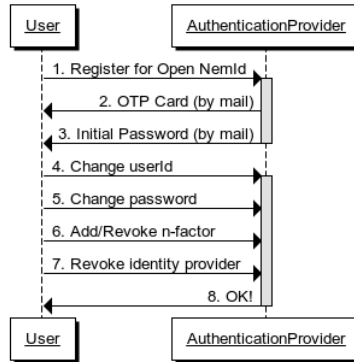 User
AuthenticationProvider
1. Register for Open NemId
2. OTP Card (by mail)
3. Initial Password (by mail)
4. Change userId
5. Change password
6. Add/Revoke n-factor
7. Revoke identity provider
8. OK!
User
AuthenticationProvider